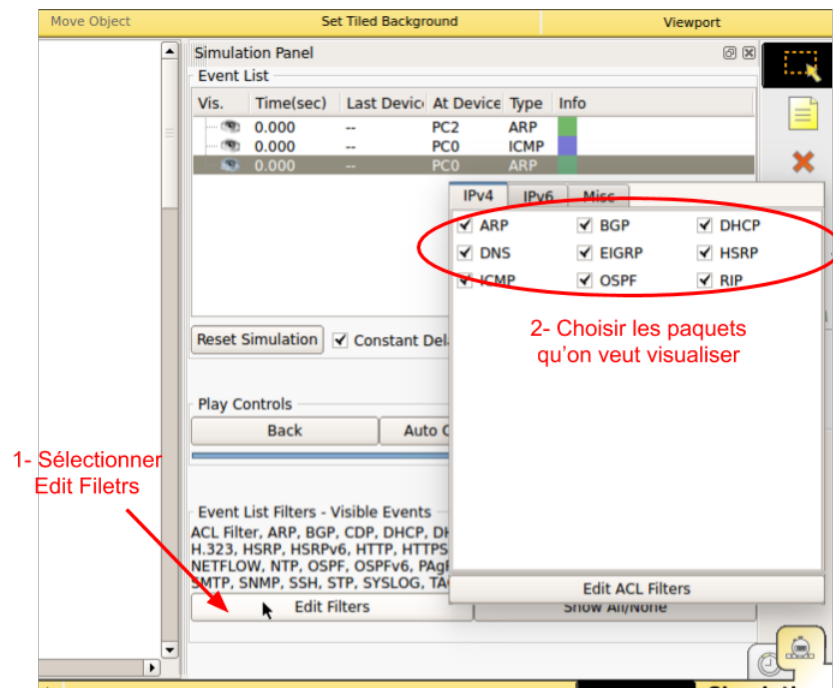 Move Object Set Tiled Background Viewport
Simulation Panel
Event List
Vis. Time(sec) Last Device At Device Type Info
0.000 -- PC2 ARP
0.000 -- PC0 ICMP
0.000 -- PC0 ARP
IPv4 IPv6 Misc
ARP BGP DHCP
DNS EIGRP HSRP
ICMP OSPF RIP
2- Choisir les paquets
qu'on veut visualiser
Reset Simulation Constant Del
Play Controls
Back Auto C
1- Sélectionner
Edit Filetrs
Event List Filters - Visible Events
ACL Filter, ARP, BGP, CDP, DHCP, DH
H.323, HSRP, HSRPv6, HTTP, HTTPS
NETFLOW, NTP, OSPF, OSPFv6, PAgP
SMTP, SNMP, SSH, STP, SYSLOG, TA
Edit ACL Filters
Edit Filters Show All/None